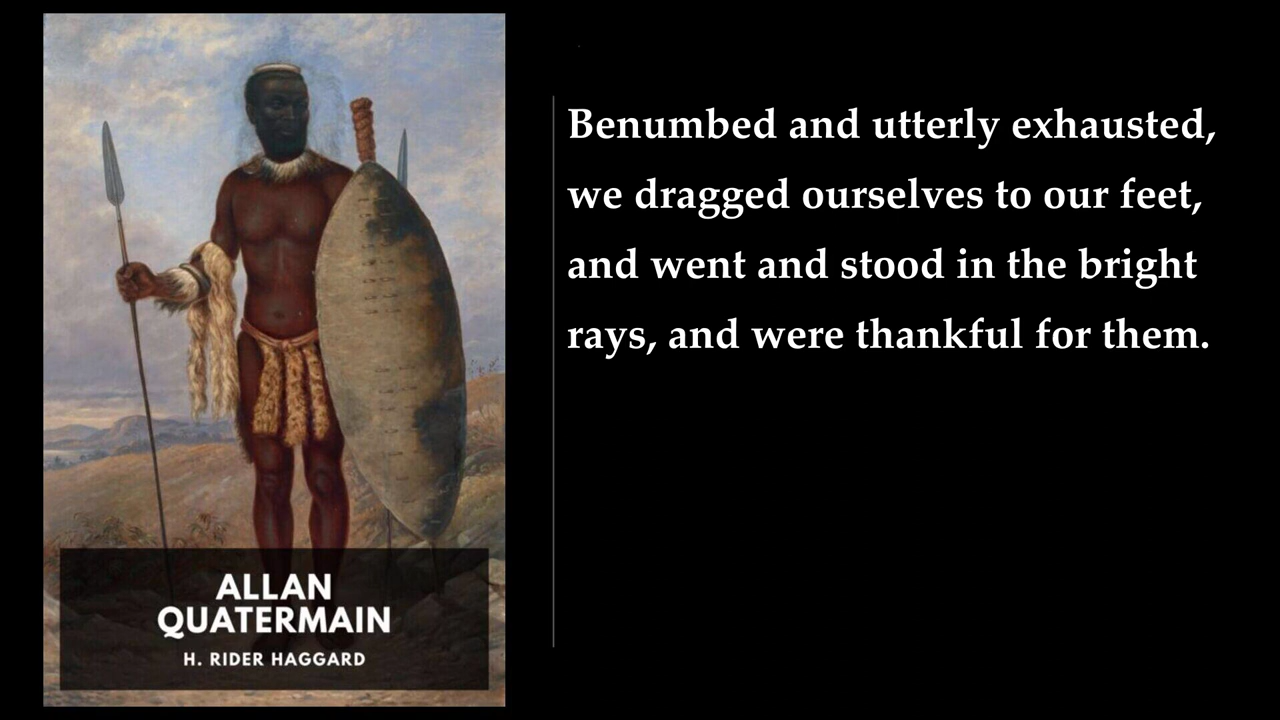 ALLAN
QUATERMAIN
H. RIDER HAGGARD
Benumbed and utterly exhausted,
we dragged ourselves to our feet,
and went and stood in the bright
rays, and were thankful for them.